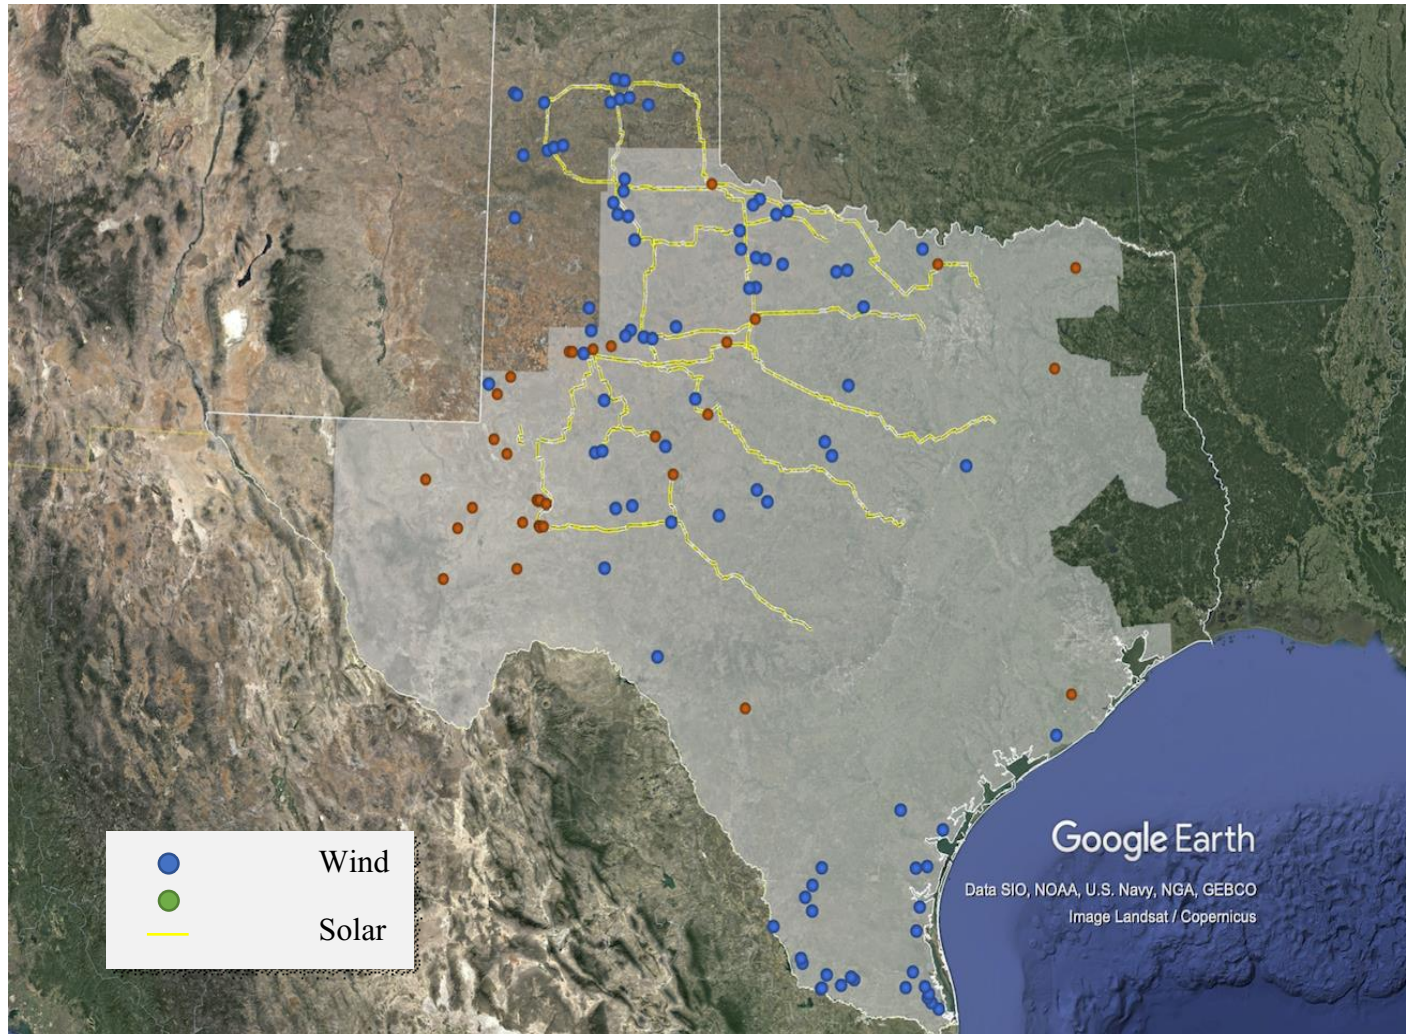 Wind
Solar
Google Earth
Data SIO, NOAA, U.S. Navy, NGA, GEBCO
Image Landsat / Copernicus